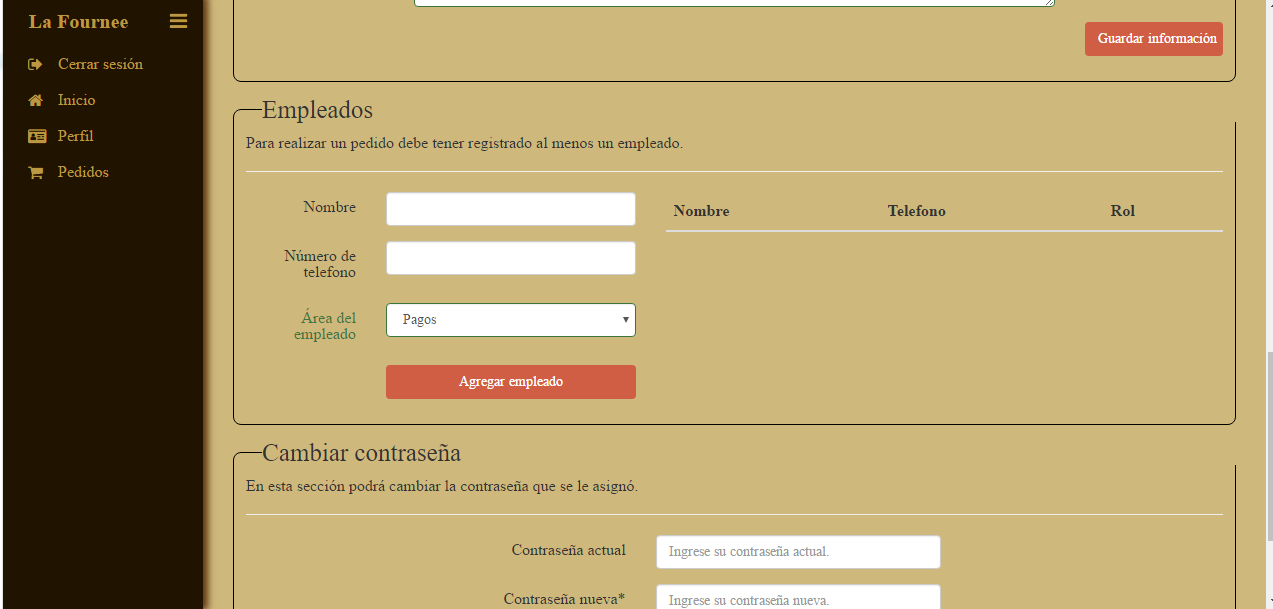 La Fournee
Cerrar sesión
Inicio
Perfil
Pedidos
Guardar información
Empleados
Para realizar un pedido debe tener registrado al menos un empleado.
Nombre
Número de
telefono
Área del
empleado
Pagos
Agregar empleado
Nombre Telefono Rol
Cambiar contraseña
En esta sección podrá cambiar la contraseña que se le asignó.
Contraseña actual
Ingrese su contraseña actual.
Contraseña nueva*
Ingrese su contraseña nueva.